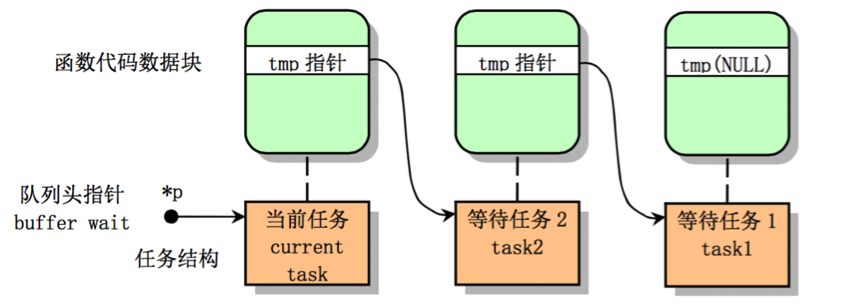 函数代码数据块
tmp 指针
tmp 指针
tmp(NULL)
队列头指针
buffer wait
*p
任务结构
当前任务
current
task
等待任务 2
task2
等待任务 1
task1